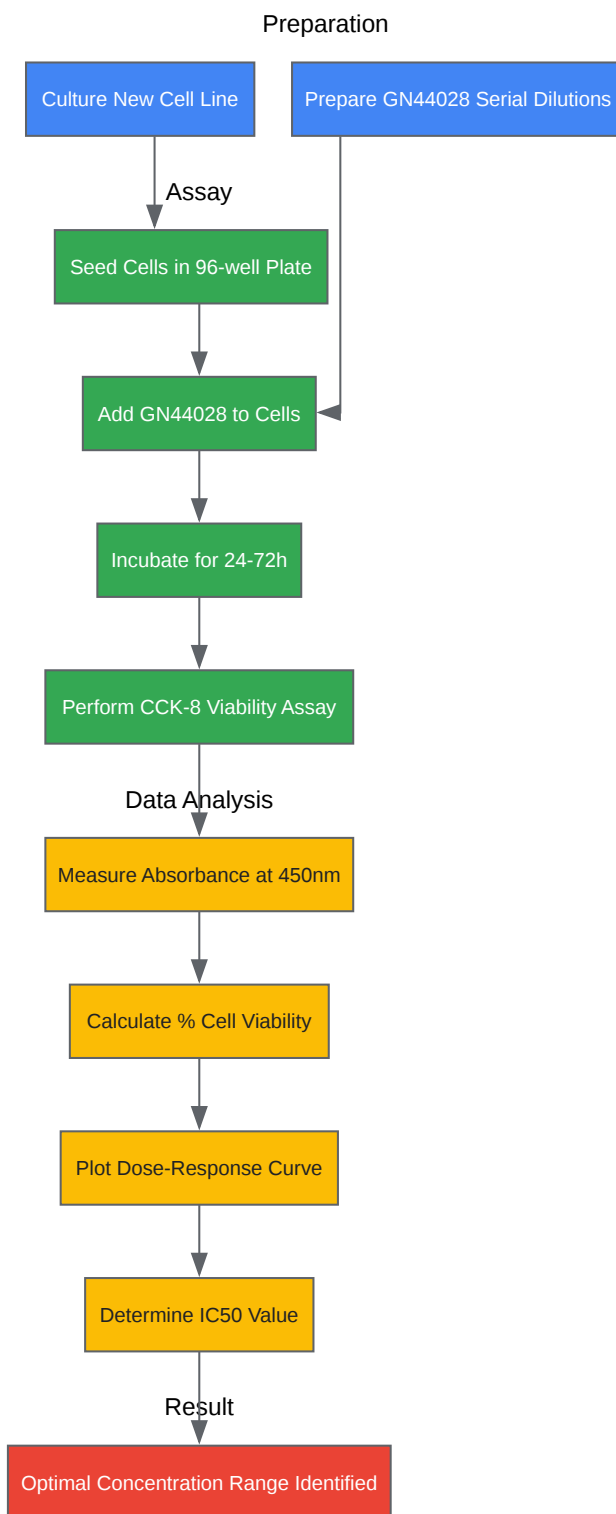 Preparation
Culture New Cell Line
Prepare GN44028 Serial Dilutions
Assay
Seed Cells in 96-well Plate
Add GN44028 to Cells
Incubate for 24-72h
Perform CCK-8 Viability Assay
Data Analysis
Measure Absorbance at 450nm
Calculate % Cell Viability
Plot Dose-Response Curve
Determine IC50 Value
Result
Optimal Concentration Range Identified